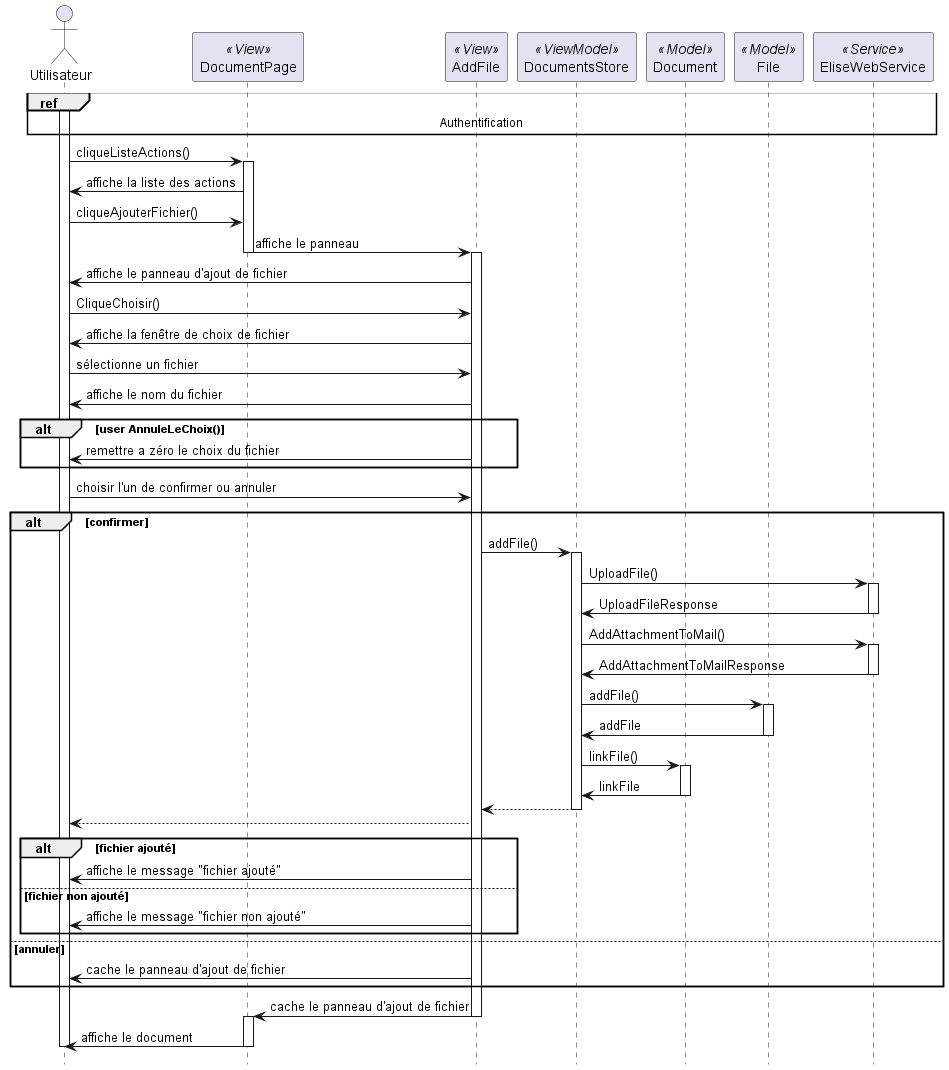 Utilisateur
«View»
DocumentPage
«View»
AddFile
«ViewModel»
DocumentsStore
«Model»
Document
«Model»
File
«Service»
EliseWebService
ref
Authentification
cliqueListeActions()
affiche la liste des actions
cliqueAjouterFichier()
affiche le panneau
affiche le panneau d'ajout de fichier
CliqueChoisir()
affiche la fenêtre de choix de fichier
sélectionne un fichier
affiche le nom du fichier
alt [user AnnuleLeChoix()]
remettre a zéro le choix du fichier
choisir l'un de confirmer ou annuler
alt [confirmer]
addFile()
UploadFile()
UploadFileResponse
AddAttachmentToMail()
AddAttachmentToMailResponse
addFile()
addFile
linkFile()
linkFile
alt [fichier ajouté]
affiche le message "fichier ajouté"
[fichier non ajouté]
affiche le message "fichier non ajouté"
[annuler]
cache le panneau d'ajout de fichier
cache le panneau d'ajout de fichier
affiche le document